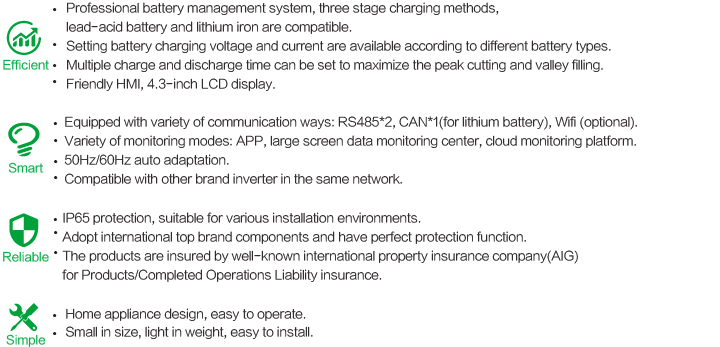 • Professional battery management system, three stage charging methods,
lead-acid battery and lithium iron are compatible.
• Setting battery charging voltage and current are available according to different battery types.
Efficient
• Multiple charge and discharge time can be set to maximize the peak cutting and valley filling.
• Friendly HMI, 4.3-inch LCD display.
• Equipped with variety of communication ways: RS485*2, CAN*1(for lithium battery), Wifi (optional).
• Variety of monitoring modes: APP, large screen data monitoring center, cloud monitoring platform.
• 50Hz/60Hz auto adaptation.
Smart
• Compatible with other brand inverter in the same network.
• IP65 protection, suitable for various installation environments.
• Adopt international top brand components and have perfect protection function.
Reliable
• The products are insured by well-known international property insurance company(AIG)
for Products/Completed Operations Liability insurance.
• Home appliance design, easy to operate.
• Small in size, light in weight, easy to install.
Simple